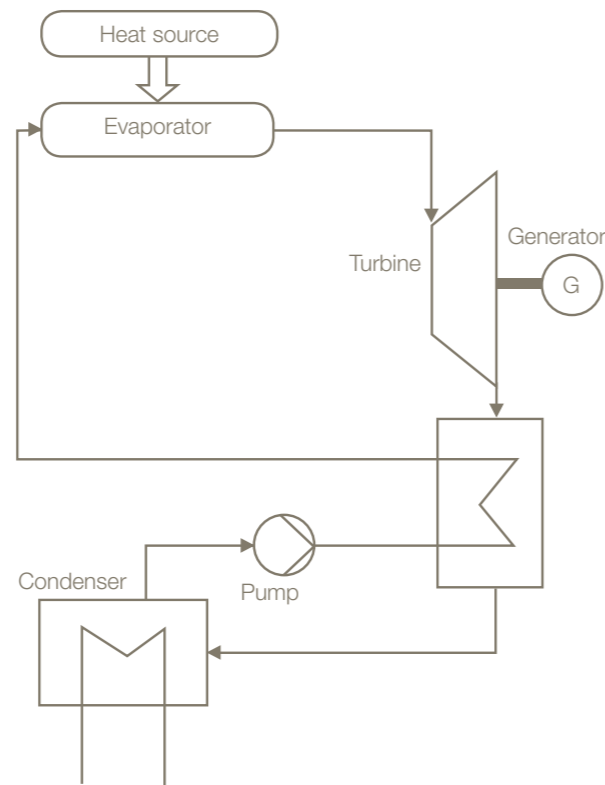 Heat source
Evaporator
Generator
Turbine
G
Condenser
Pump